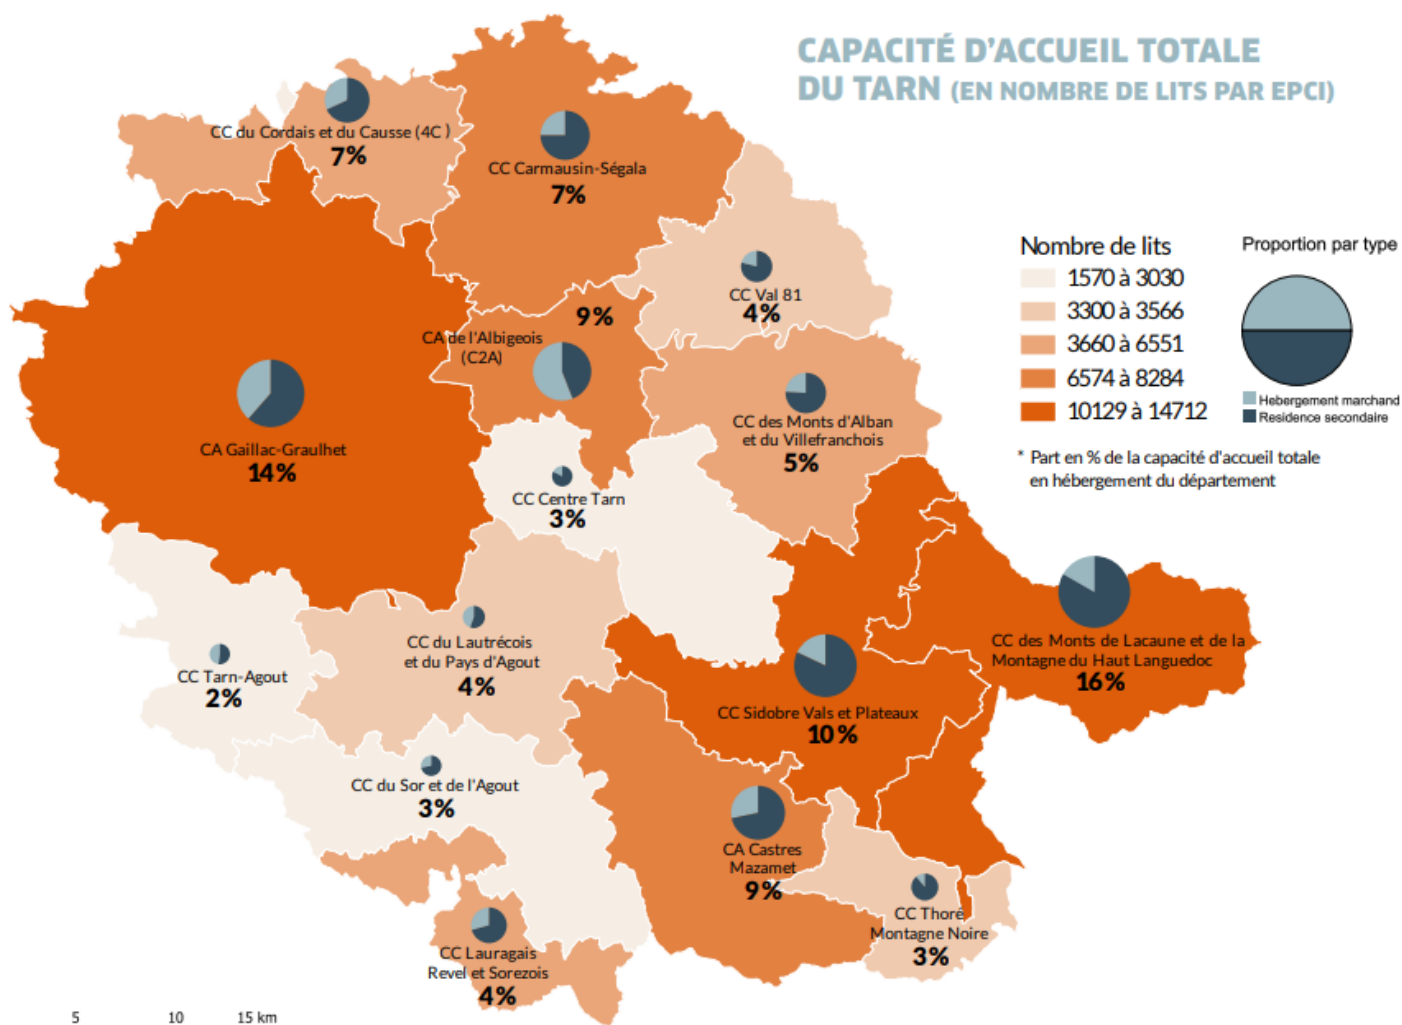 CAPACITÉ D'ACCUEIL TOTALE
DU TARN (EN NOMBRE DE LITS PAR EPCI)
CC du Cordais et du Causse (4C )
7%
CC Carmausin-Ségala
7%
CC Val 81
4%
9%
CA de l'Albigeois
(C2A)
CA Gaillac-Graulhet
14%
CC des Monts d'Alban
et du Villefranchois
5%
CC Centre Tarn
3%
CC des Monts de Lacaune et de la
Montagne du Haut Languedoc
16%
CC du Lautrécois
et du Pays d'Agout
4%
CC Tarn-Agout
2%
CC Sidobre Vals et Plateaux
10%
CC du Sor et de l'Agout
3%
CA Castres
Mazamet
9%
CC Thoré
Montagne Noire
3%
CC Lauragais
Revel et Sorezois
4%
Nombre de lits
1570 à 3030
3300 à 3566
3660 à 6551
6574 à 8284
10129 à 14712
Proportion par type
Hebergement marchand
Residence secondaire
* Part en % de la capacité d'accueil totale
en hébergement du département
5 10 15 km